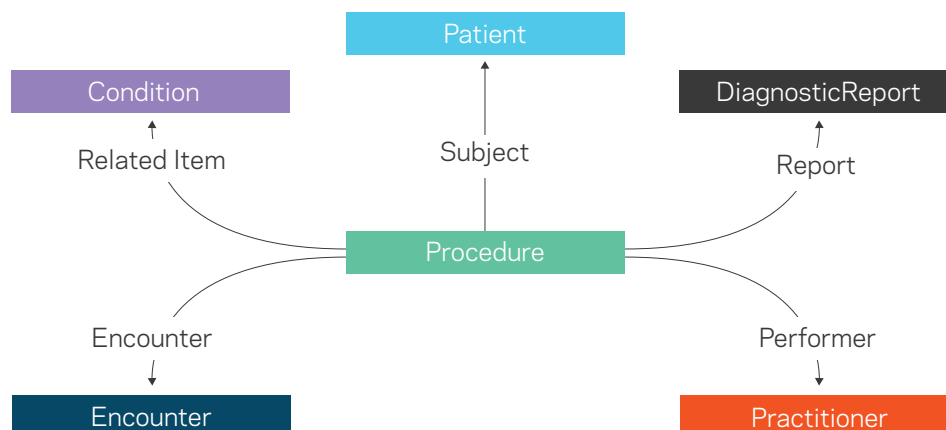 Patient
Condition
DiagnosticReport
Related Item
Subject
Report
Procedure
Encounter
Performer
Encounter
Practitioner